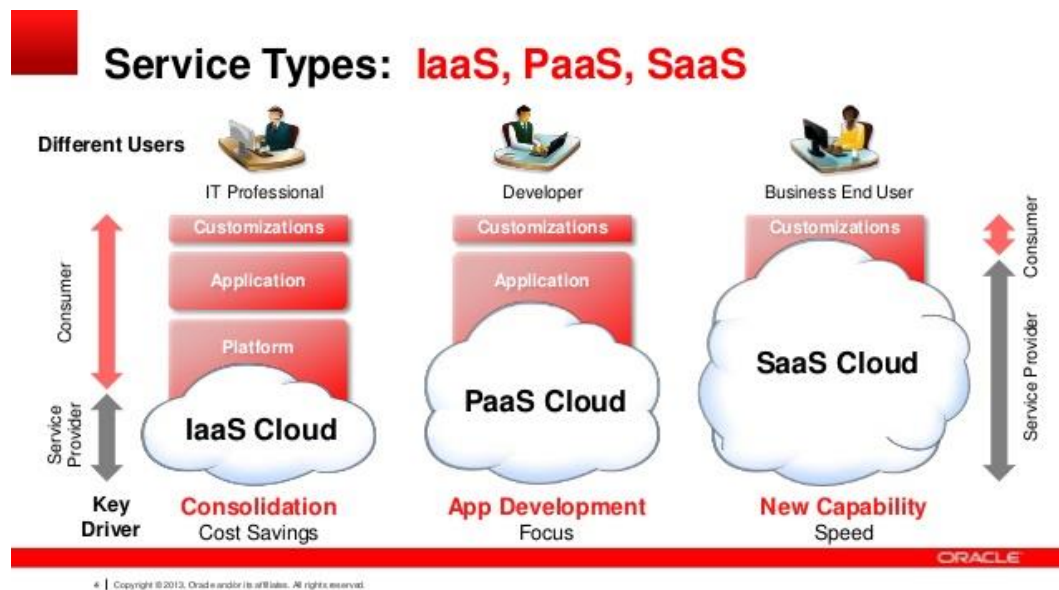 Service Types: IaaS, PaaS, SaaS
Different Users
IT Professional
Developer
Business End User
Customizations
Customizations
Customizations
Application
Application
Platform
IaaS Cloud
PaaS Cloud
SaaS Cloud
Consumer
Service
Provider
Consumer
Service Provider
Key
Driver
Consolidation
Cost Savings
App Development
Focus
New Capability
Speed
ORACLE
4 | Copyright © 2013, Oracle and/or its affiliates. All rights reserved.